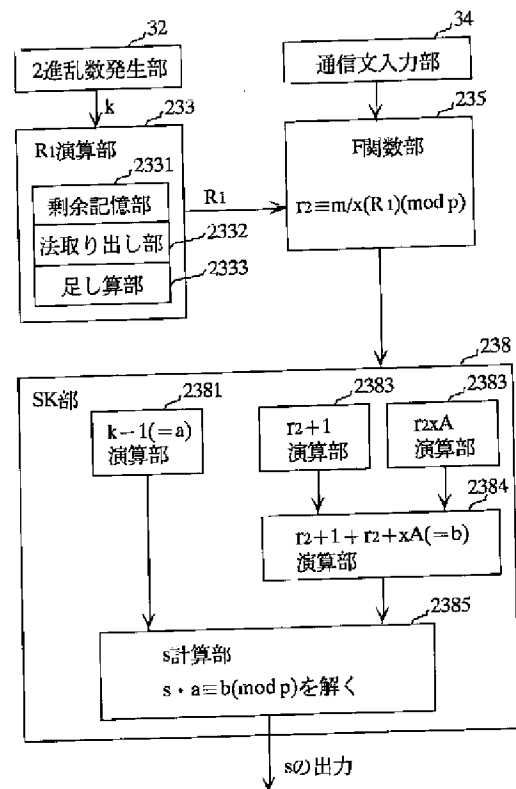 32
2進乱数発生部
34
通信文入力部
k
233
R1演算部
2331
剰余記憶部
法取り出し部
2332
足し算部
2333
R1
235
F関数部
r2≡m/x(R1)(mod p)
238
SK部
2381
k−1(=a)
演算部
2383
r2+1
演算部
2383
r2xA
演算部
2384
r2+1+r2+xA(=b)
演算部
2385
s計算部
s・a≡b(mod p)を解く
sの出力